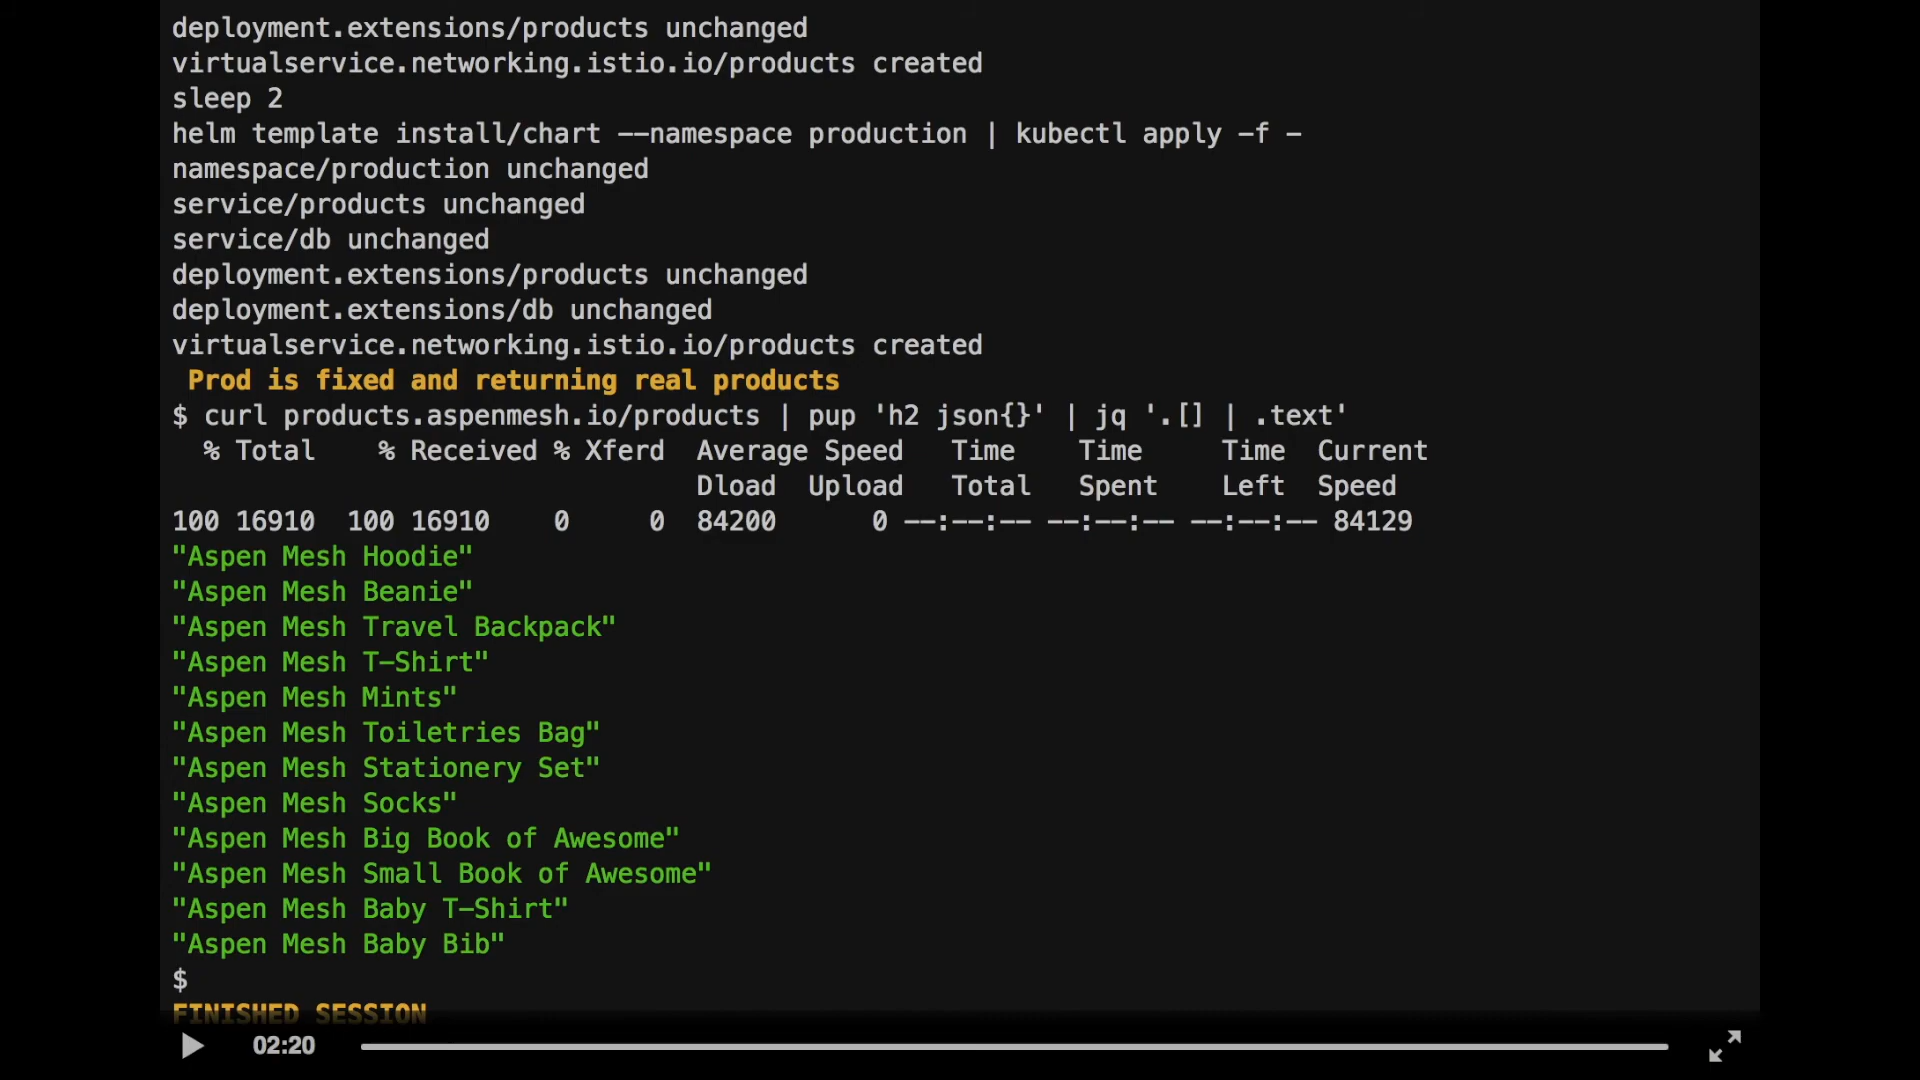 deployment.extensions/products unchanged
virtualservice.networking.istio.io/products created
sleep 2
helm template install/chart --namespace production | kubectl apply -f -
namespace/production unchanged
service/products unchanged
service/db unchanged
deployment.extensions/products unchanged
deployment.extensions/db unchanged
virtualservice.networking.istio.io/products created
Prod is fixed and returning real products
$ curl products.aspenmesh.io/products | pup 'h2 json{}' | jq '.[] | .text'
% Total % Received % Xferd Average Speed Time Time Time Current
Dload Upload Total Spent Left Speed
100 16910 100 16910 0 0 84200 0 --:--:-- --:--:-- --:--:-- 84129
"Aspen Mesh Hoodie"
"Aspen Mesh Beanie"
"Aspen Mesh Travel Backpack"
"Aspen Mesh T-Shirt"
"Aspen Mesh Mints"
"Aspen Mesh Toiletries Bag"
"Aspen Mesh Stationery Set"
"Aspen Mesh Socks"
"Aspen Mesh Big Book of Awesome"
"Aspen Mesh Small Book of Awesome"
"Aspen Mesh Baby T-Shirt"
"Aspen Mesh Baby Bib"
$
FINISHED SESSION
02:20